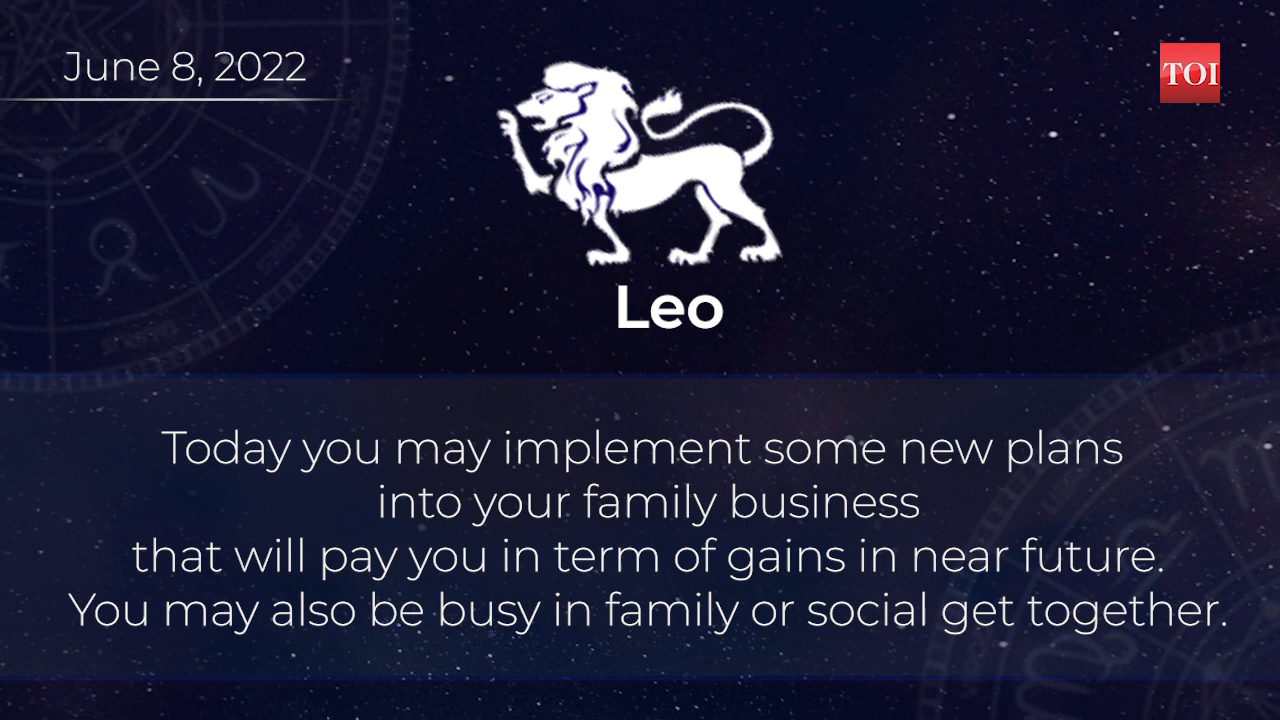 June 8, 2022
TOI
Leo
Today you may implement some new plans
into your family business
that will pay you in term of gains in near future.
You may also be busy in family or social get together.